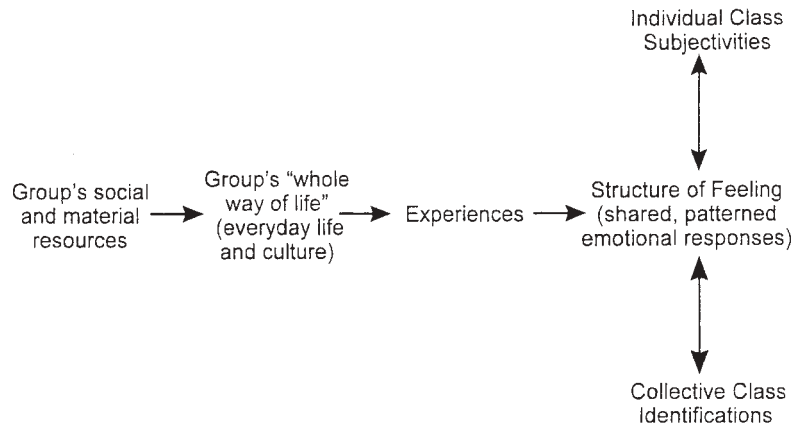 Individual Class
Subjectivities
Group's social
and material
resources
Group's "whole
way of life"
(everyday life
and culture)
Experiences
Structure of Feeling
(shared, patterned
emotional responses)
Collective Class
Identifications